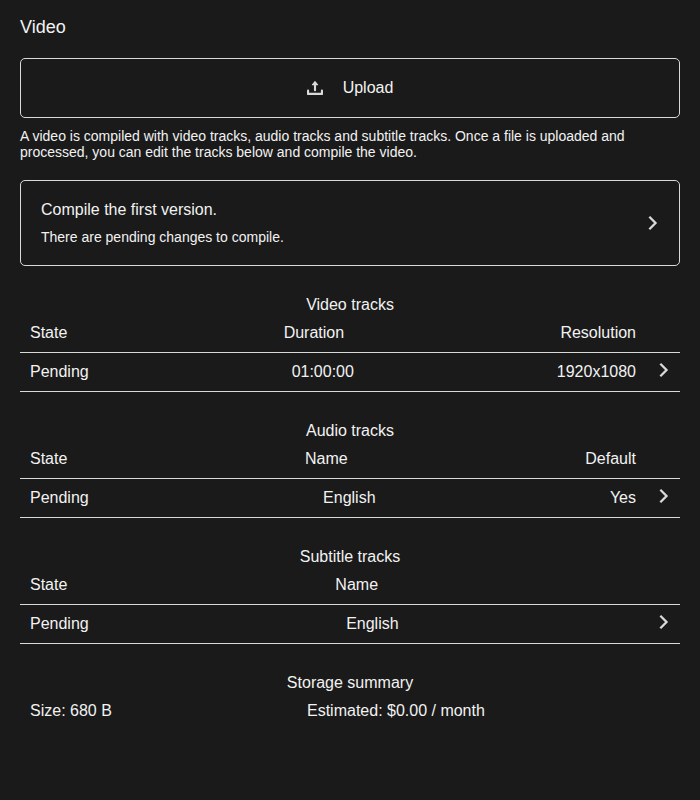 Video
Upload
A video is compiled with video tracks, audio tracks and subtitle tracks. Once a file is uploaded and
processed, you can edit the tracks below and compile the video.
Compile the first version.
There are pending changes to compile.
Video tracks
State Duration Resolution
Pending 01:00:00 1920x1080
Audio tracks
State Name Default
Pending English Yes
Subtitle tracks
State Name
Pending English
Storage summary
Size: 680 B Estimated: $0.00 / month